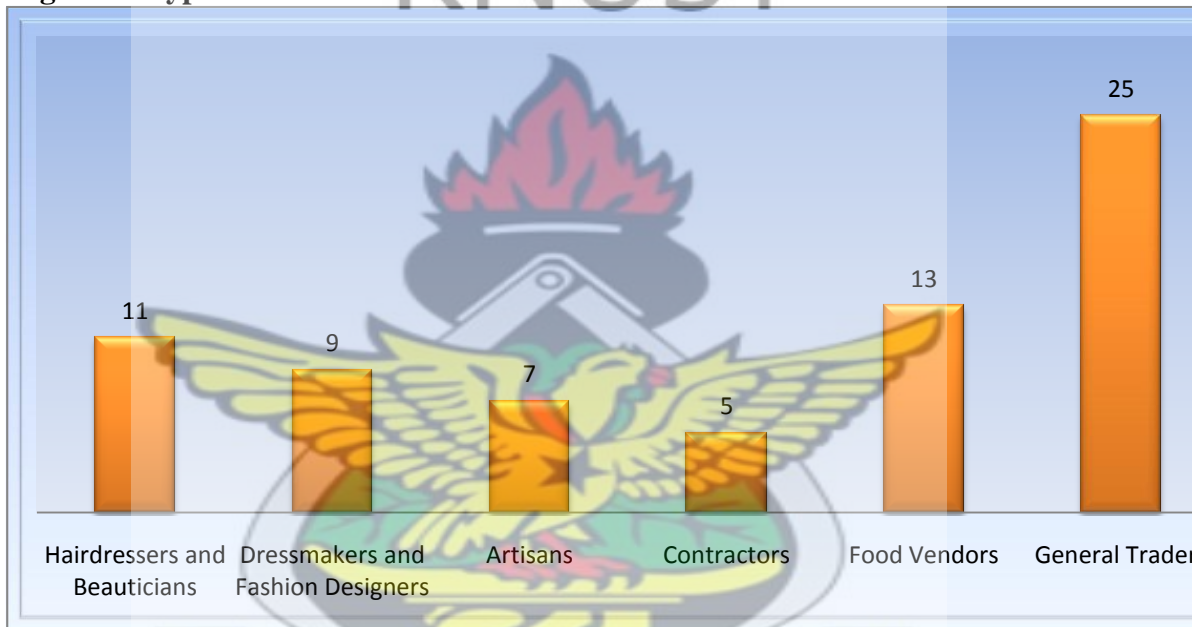 KNUST
25
13
11
9
7
5
Hairdressers and Beauticians
Dressmakers and Fashion Designers
Artisans
Contractors
Food Vendors
General Trader